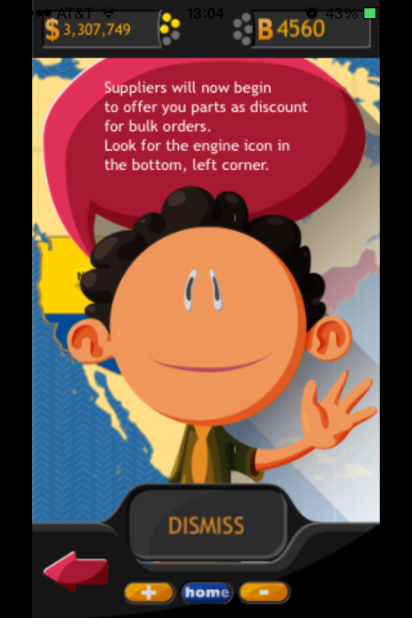 AT&T 13:04 43%
$ 3,307,749 B 4560
Suppliers will now begin
to offer you parts as discount
for bulk orders.
Look for the engine icon in
the bottom, left corner.
N
DISMISS
+ home -